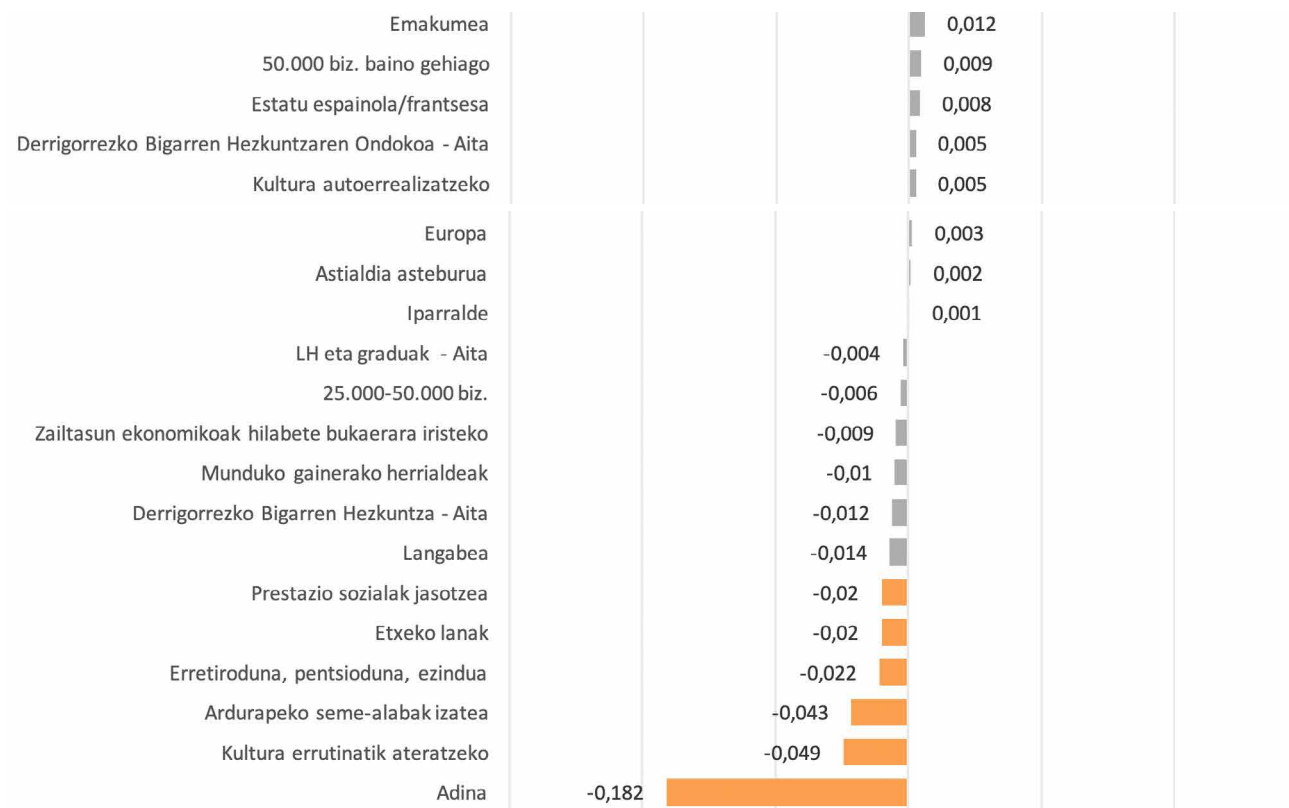 Emakumea 0,012
50.000 biz. baino gehiago 0,009
Estatu espainola/frantsesa 0,008
Derrigorrezko Bigarren Hezkuntzaren Ondokoa - Aita 0,005
Kultura autoerrealizatzeko 0,005
Europa 0,003
Astialdia asteburua 0,002
Iparralde 0,001
LH eta graduak - Aita -0,004
25.000-50.000 biz. -0,006
Zailtasun ekonomikoak hilabete bukaerara iristeko -0,009
Munduko gainerako herrialdeak -0,01
Derrigorrezko Bigarren Hezkuntza - Aita -0,012
Langabea -0,014
Prestazio sozialak jasotzea -0,02
Etxeko lanak -0,02
Erretiroduna, pentsioduna, ezindua -0,022
Ardurapeko seme-alabak izatea -0,043
Kultura errutinatik ateratzeko -0,049
Adina -0,182